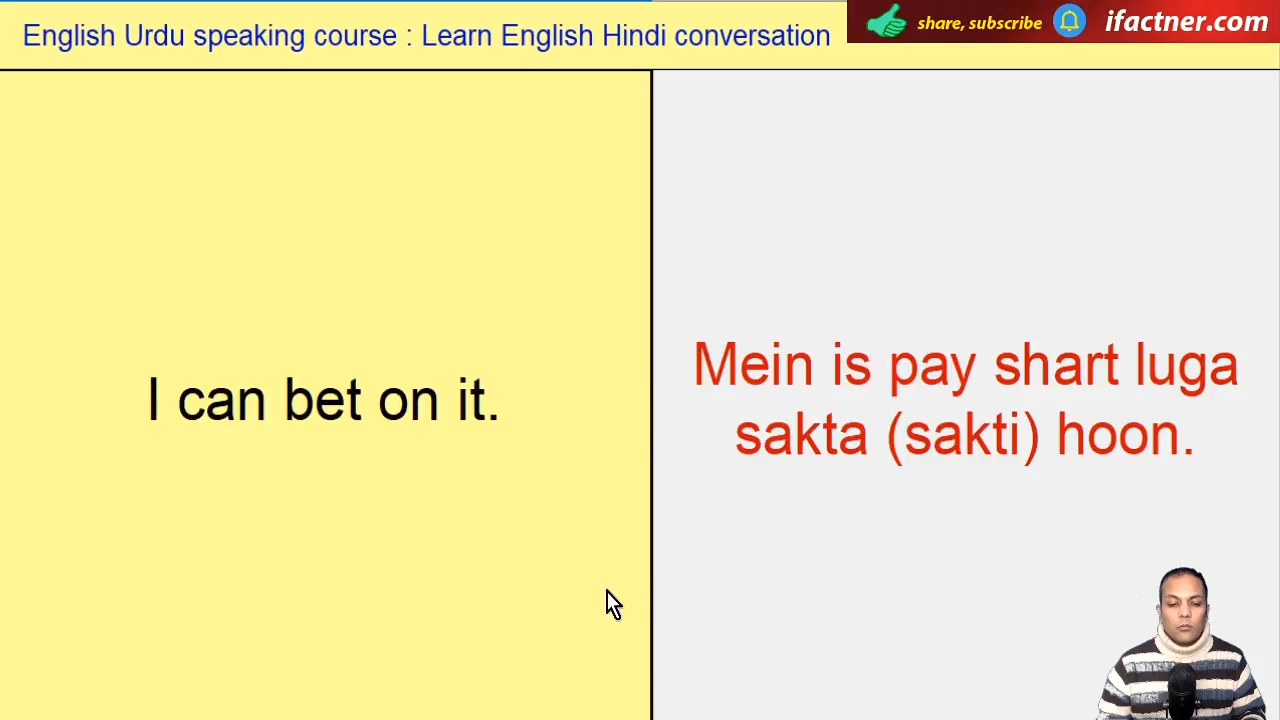 English Urdu speaking course : Learn English Hindi conversation
share, subscribe
ifactner.com
I can bet on it.
Mein is pay shart luga
sakta (sakti) hoon.